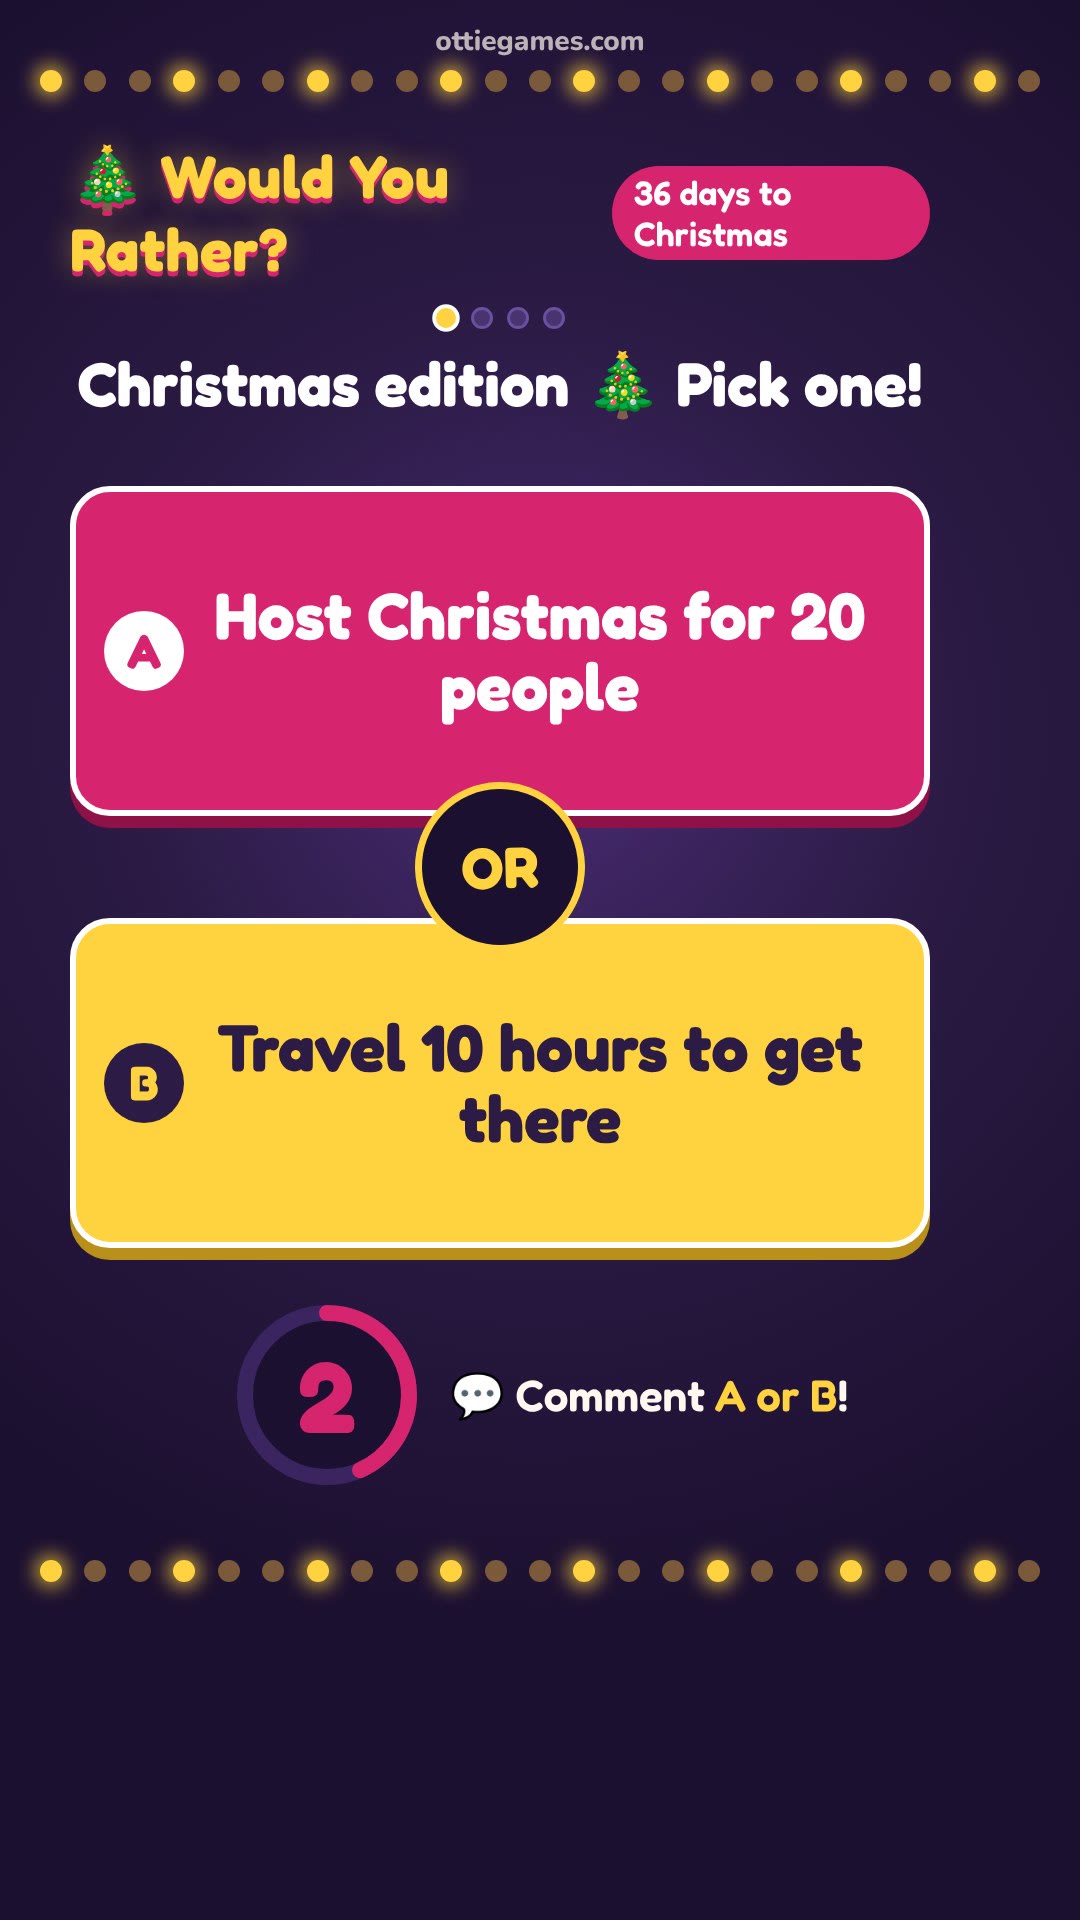 ottiegames.com
🎄 Would You
Rather?
36 days to
Christmas
Christmas edition 🎄 Pick one!
A
Host Christmas for 20
people
OR
B
Travel 10 hours to get
there
2
💬 Comment A or B!